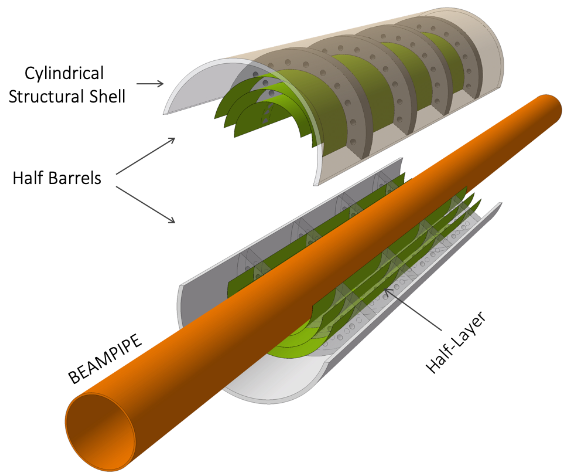 Cylindrical
Structural Shell
Half Barrels
BEAMPIPE
Half-Layer